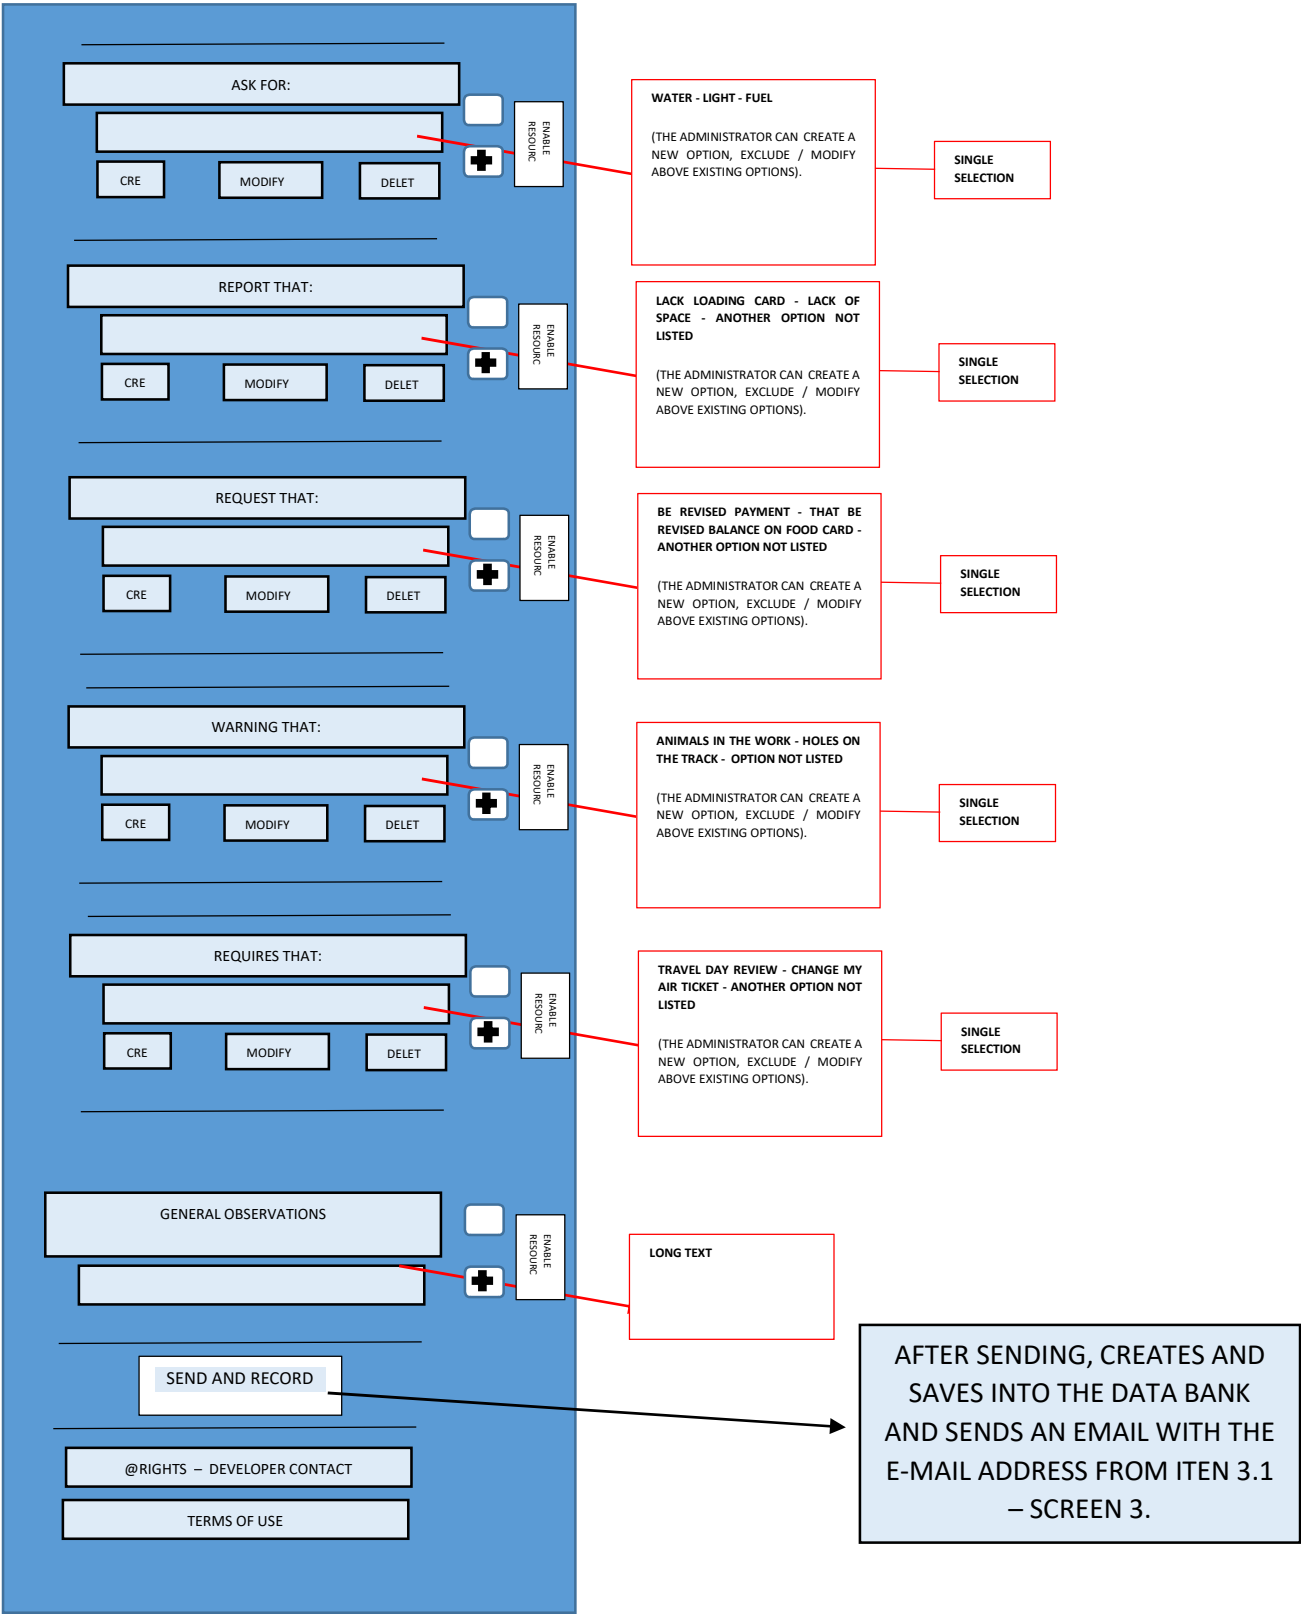 ASK FOR:
CRE
MODIFY
DELET
ENABLE
RESOURC
WATER - LIGHT - FUEL
(THE ADMINISTRATOR CAN CREATE A
NEW OPTION, EXCLUDE / MODIFY
ABOVE EXISTING OPTIONS).
SINGLE
SELECTION
REPORT THAT:
CRE
MODIFY
DELET
ENABLE
RESOURC
LACK LOADING CARD - LACK OF
SPACE - ANOTHER OPTION NOT
LISTED
(THE ADMINISTRATOR CAN CREATE A
NEW OPTION, EXCLUDE / MODIFY
ABOVE EXISTING OPTIONS).
SINGLE
SELECTION
REQUEST THAT:
CRE
MODIFY
DELET
ENABLE
RESOURC
BE REVISED PAYMENT - THAT BE
REVISED BALANCE ON FOOD CARD -
ANOTHER OPTION NOT LISTED
(THE ADMINISTRATOR CAN CREATE A
NEW OPTION, EXCLUDE / MODIFY
ABOVE EXISTING OPTIONS).
SINGLE
SELECTION
WARNING THAT:
CRE
MODIFY
DELET
ENABLE
RESOURC
ANIMALS IN THE WORK - HOLES ON
THE TRACK - OPTION NOT LISTED
(THE ADMINISTRATOR CAN CREATE A
NEW OPTION, EXCLUDE / MODIFY
ABOVE EXISTING OPTIONS).
SINGLE
SELECTION
REQUIRES THAT:
CRE
MODIFY
DELET
ENABLE
RESOURC
TRAVEL DAY REVIEW - CHANGE MY
AIR TICKET - ANOTHER OPTION NOT
LISTED
(THE ADMINISTRATOR CAN CREATE A
NEW OPTION, EXCLUDE / MODIFY
ABOVE EXISTING OPTIONS).
SINGLE
SELECTION
GENERAL OBSERVATIONS
ENABLE
RESOURC
LONG TEXT
SEND AND RECORD
AFTER SENDING, CREATES AND
SAVES INTO THE DATA BANK
AND SENDS AN EMAIL WITH THE
E-MAIL ADDRESS FROM ITEN 3.1
– SCREEN 3.
@RIGHTS – DEVELOPER CONTACT
TERMS OF USE